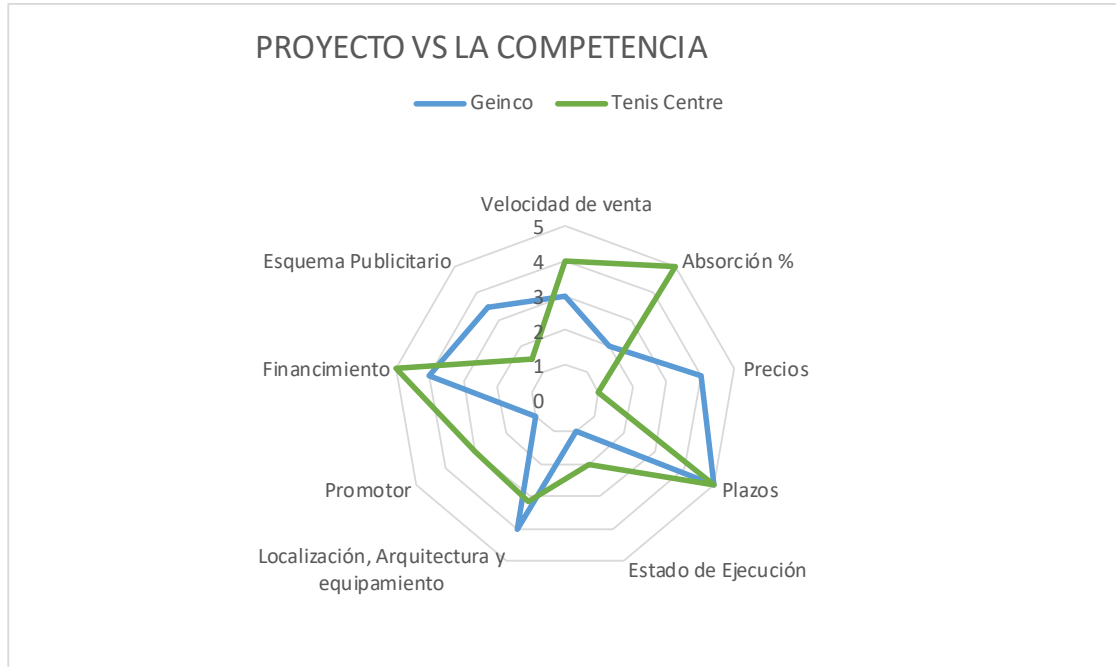 PROYECTO VS LA COMPETENCIA
Geinco
Tenis Centre
Velocidad de venta
Absorción %
Precios
Plazos
Estado de Ejecución
Localización, Arquitectura y
equipamiento
Promotor
Financimiento
Esquema Publicitario
5
4
3
2
1
0